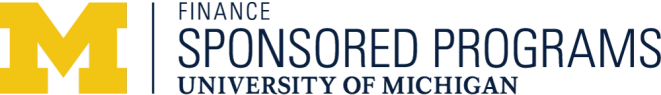 M
FINANCE
SPONSORED PROGRAMS
UNIVERSITY OF MICHIGAN